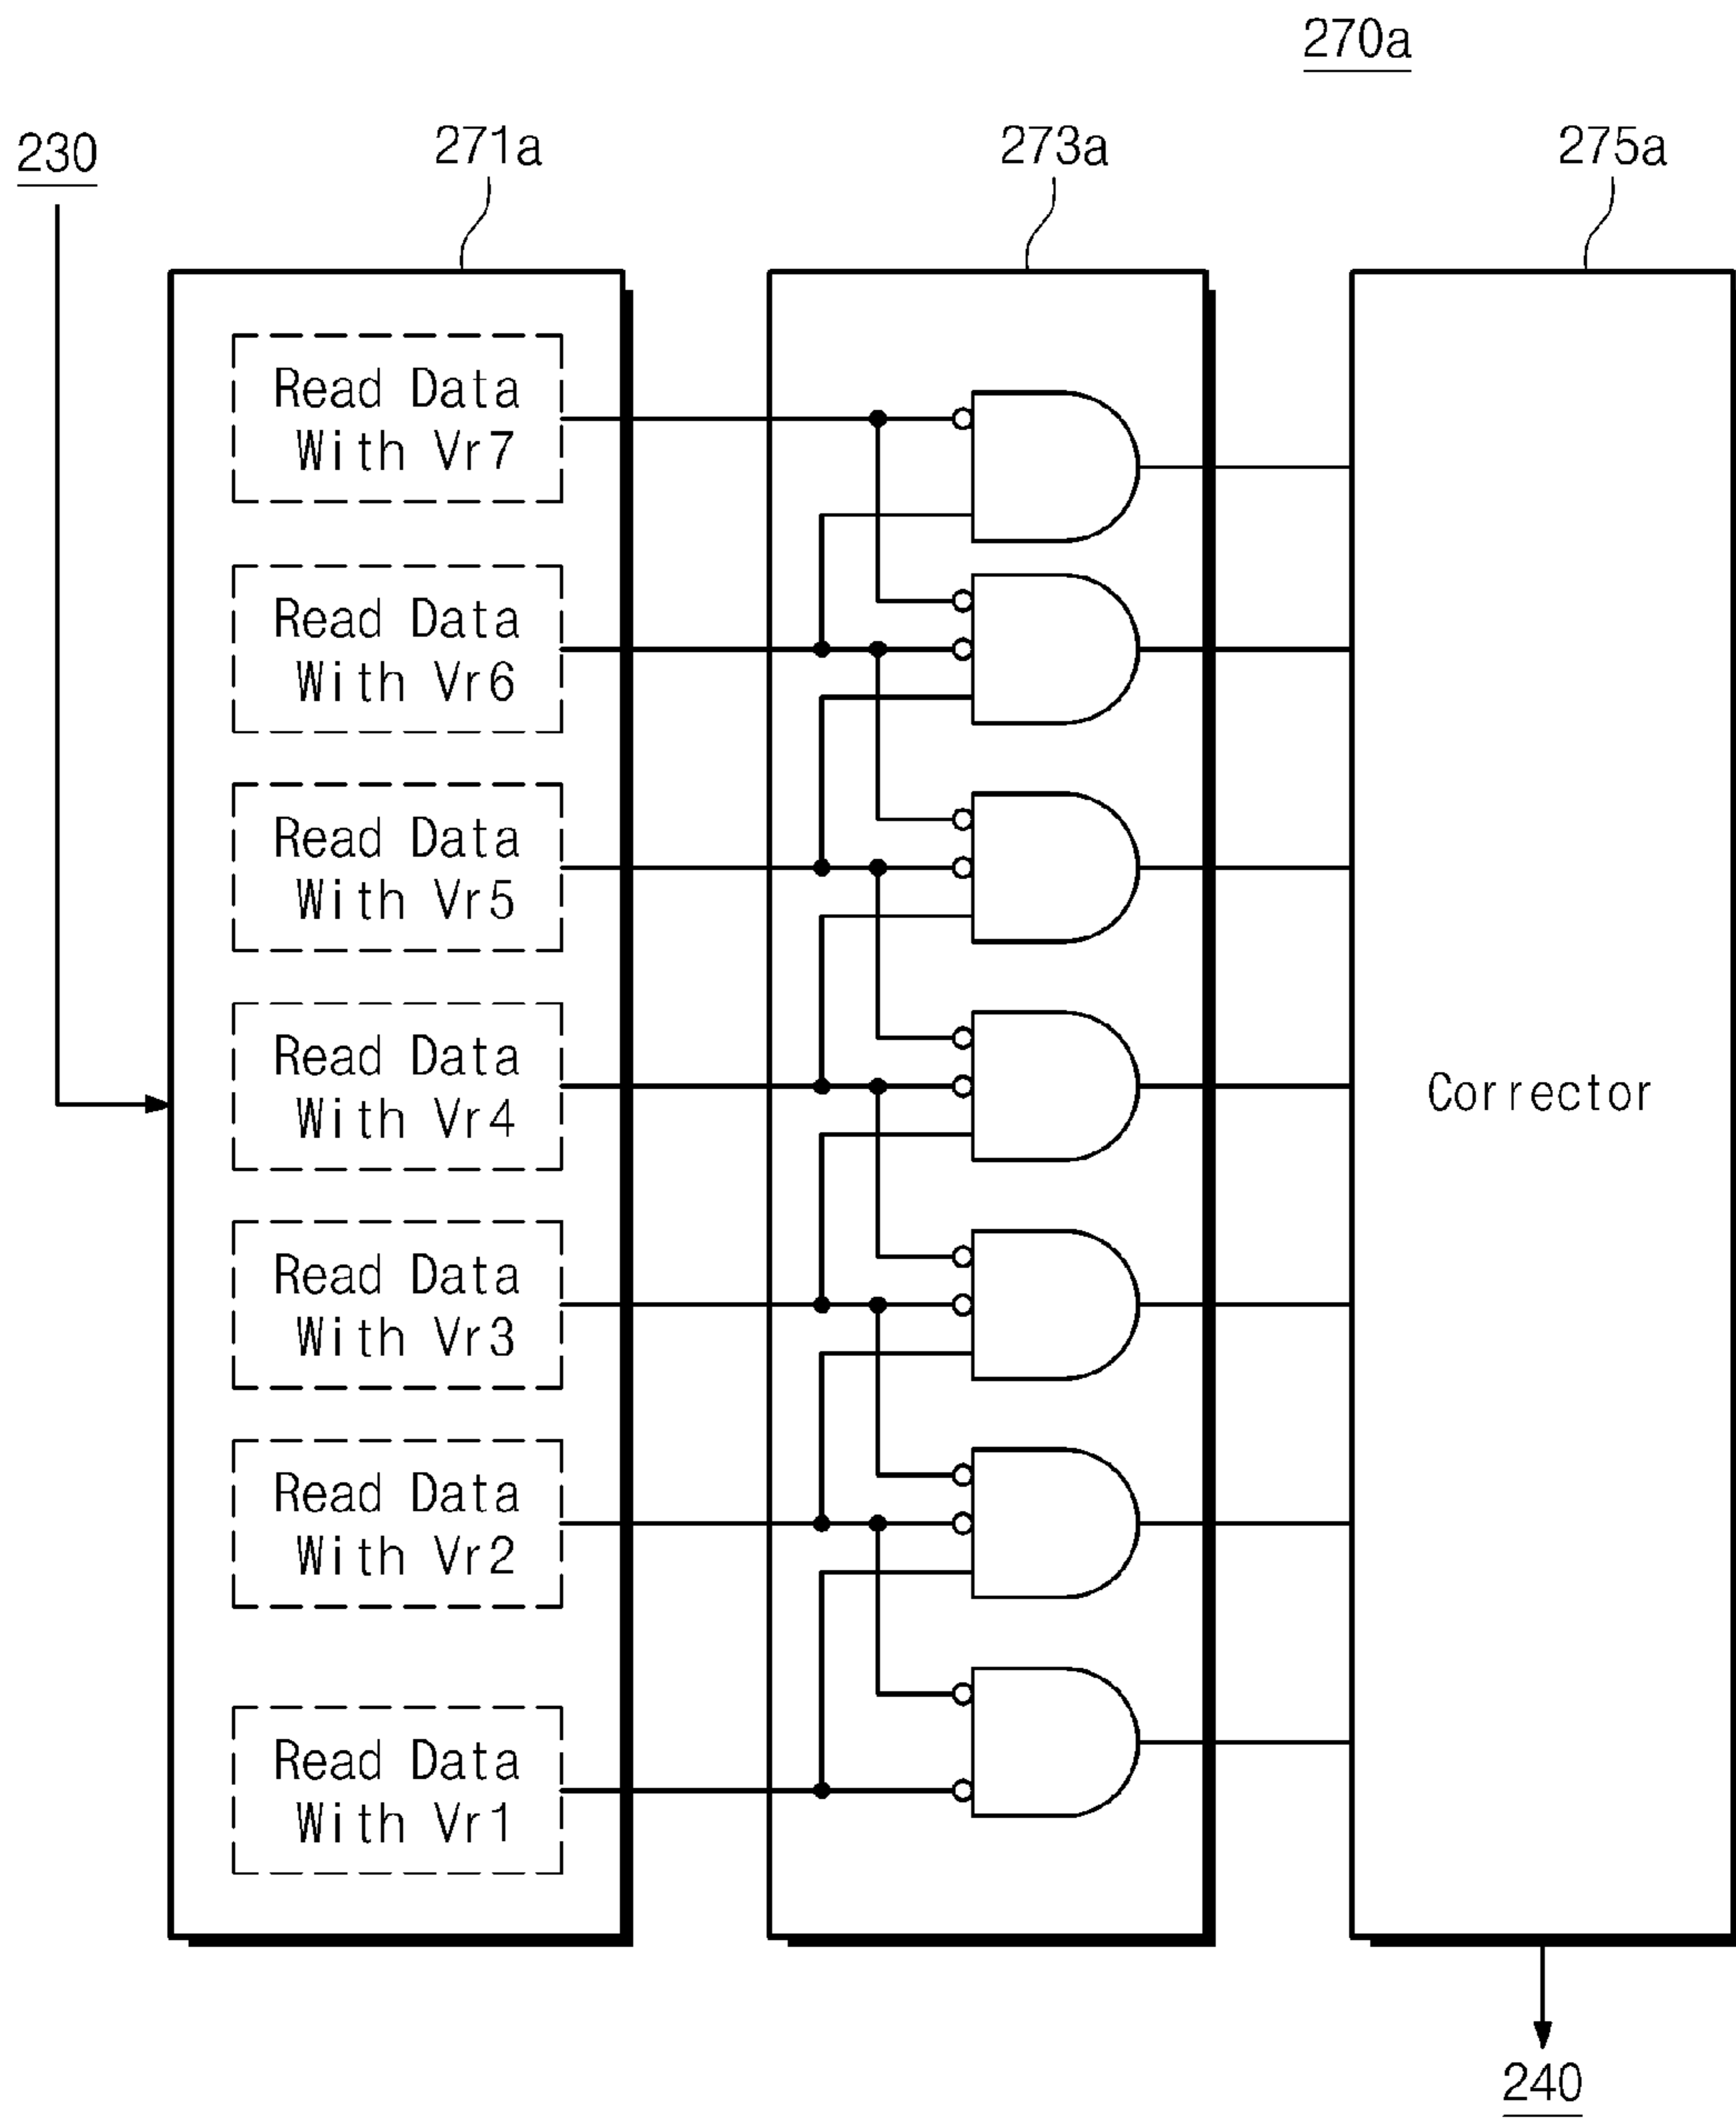 270a
230
271a
273a
275a
Read Data
With Vr7
Read Data
With Vr6
Read Data
With Vr5
Read Data
With Vr4
Corrector
Read Data
With Vr3
Read Data
With Vr2
Read Data
With Vr1
240